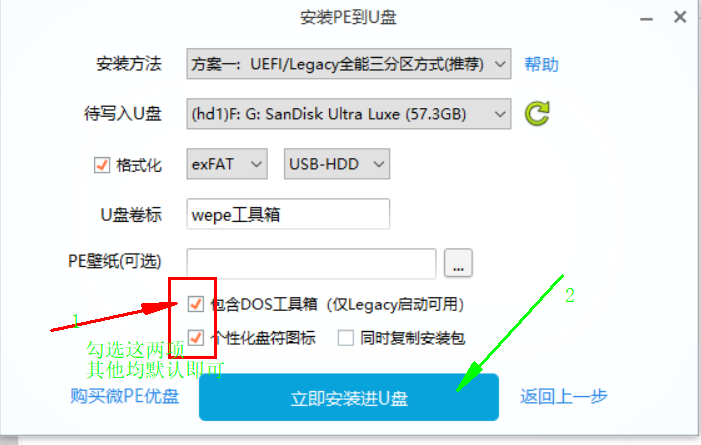 安装PE到U盘
安装方法 方案一：UEFI/Legacy全能三分区方式(推荐) 帮助
待写入U盘 (hd1)F: G: SanDisk Ultra Luxe (57.3GB)
格式化 exFAT USB-HDD
U盘卷标 wepe工具箱
PE壁纸(可选) ...
包含DOS工具箱（仅Legacy启动可用） 2
1 个性化盘符图标 同时复制安装包
勾选这两项
其他均默认即可
购买微PE优盘 立即安装进U盘 返回上一步